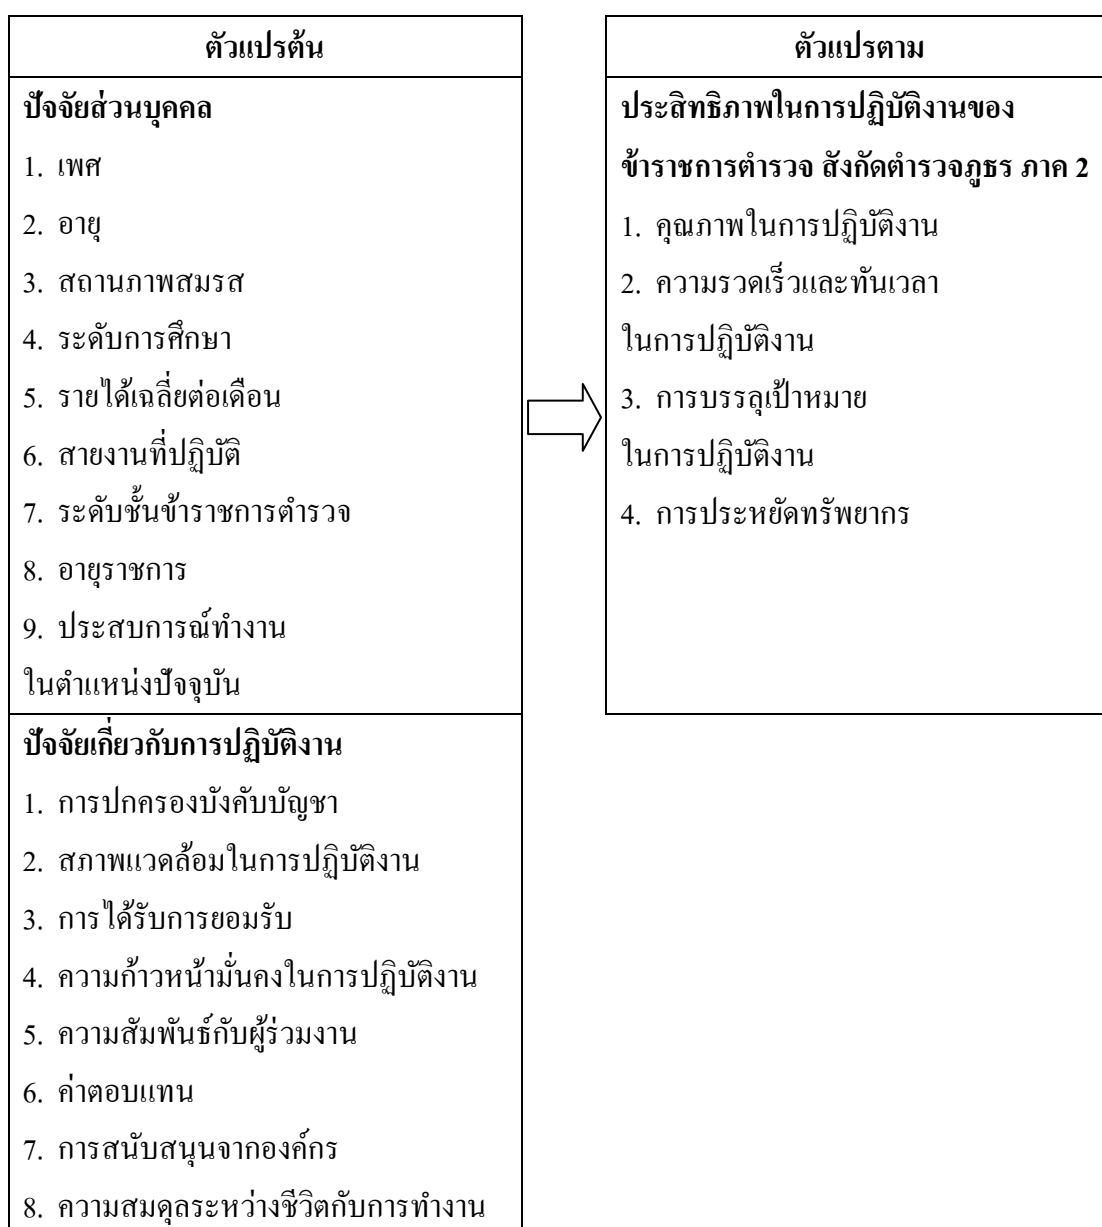 ตัวแปรต้น
ปัจจัยส่วนบุคคล
1. เพศ
2. อายุ
3. สถานภาพสมรส
4. ระดับการศึกษา
5. รายได้เฉลี่ยต่อเดือน
6. สายงานที่ปฏิบัติ
7. ระดับชั้นข้าราชการตำรวจ
8. อายุราชการ
9. ประสบการณ์ทำงาน
ในตำแหน่งปัจจุบัน
ปัจจัยเกี่ยวกับการปฏิบัติงาน
1. การปกครองบังคับบัญชา
2. สภาพแวดล้อมในการปฏิบัติงาน
3. การได้รับการยอมรับ
4. ความก้าวหน้ามั่นคงในการปฏิบัติงาน
5. ความสัมพันธ์กับผู้ร่วมงาน
6. ค่าตอบแทน
7. การสนับสนุนจากองค์กร
8. ความสมดุลระหว่างชีวิตกับการทำงาน
ตัวแปรตาม
ประสิทธิภาพในการปฏิบัติงานของ
ข้าราชการตำรวจ สังกัดตำรวจภูธร ภาค 2
1. คุณภาพในการปฏิบัติงาน
2. ความรวดเร็วและทันเวลา
ในการปฏิบัติงาน
3. การบรรลุเป้าหมาย
ในการปฏิบัติงาน
4. การประหยัดทรัพยากร